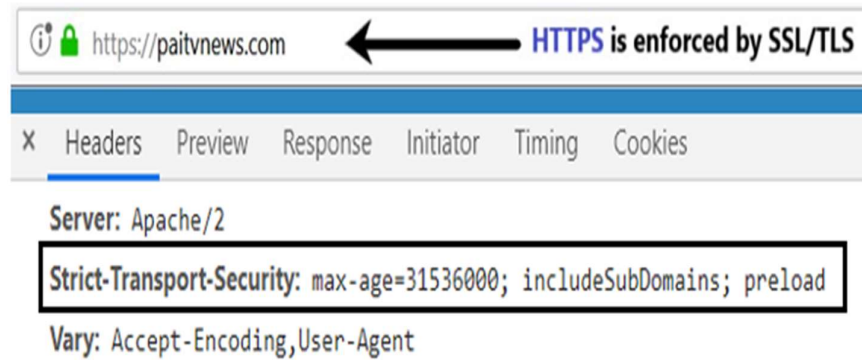 https://paitvnews.com HTTPS is enforced by SSL/TLS
× Headers Preview Response Initiator Timing Cookies
Server: Apache/2
Strict-Transport-Security: max-age=31536000; includeSubDomains; preload
Vary: Accept-Encoding,User-Agent